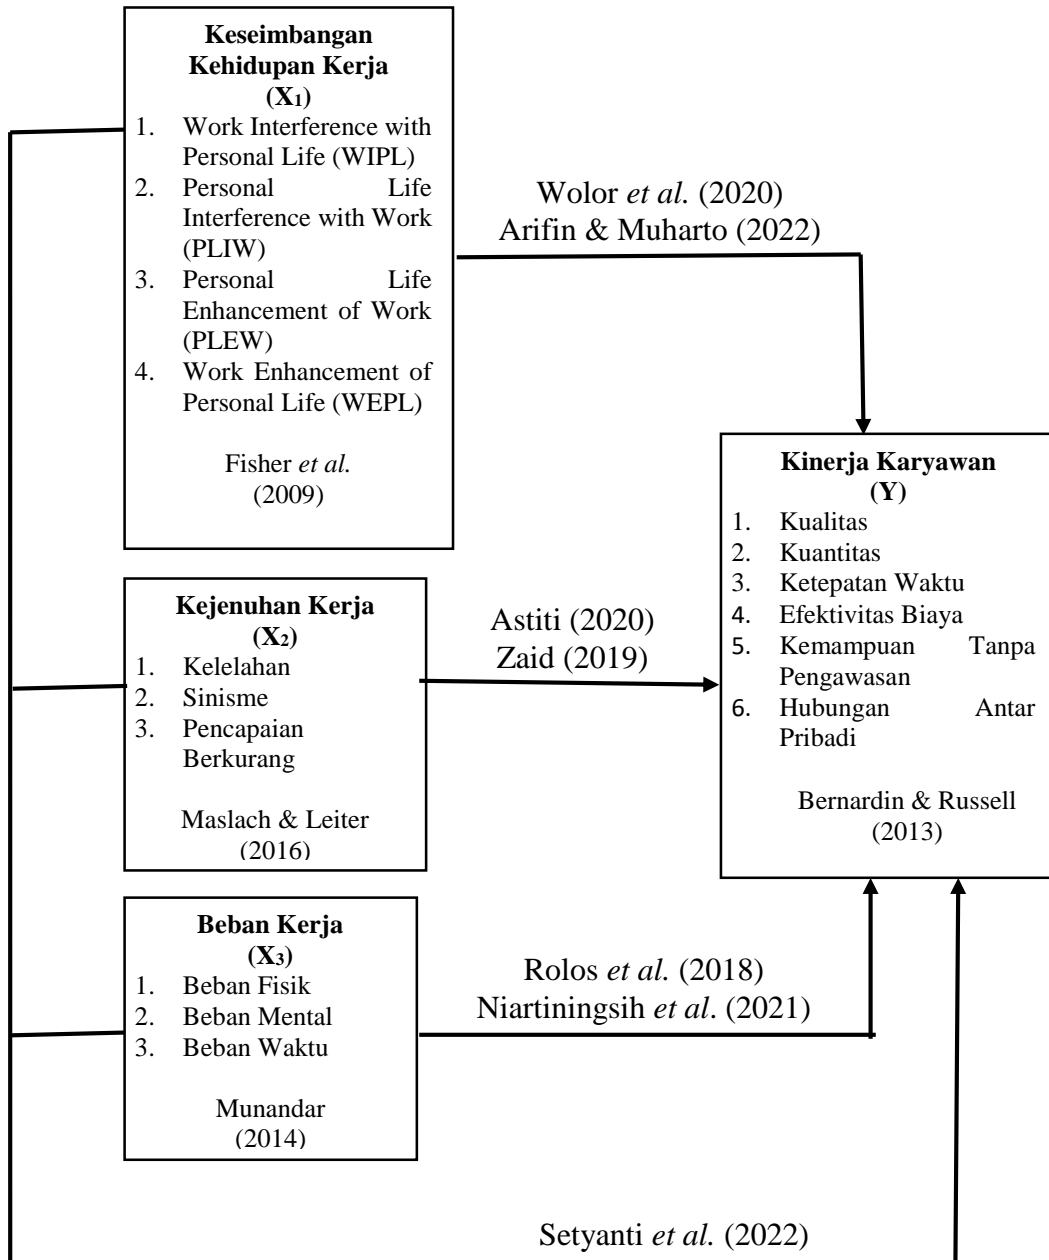 Keseimbangan
Kehidupan Kerja
(X1)
1. Work Interference with
Personal Life (WIPL)
2. Personal Life
Interference with Work
(PLIW)
3. Personal Life
Enhancement of Work
(PLEW)
4. Work Enhancement of
Personal Life (WEPL)
Fisher et al.
(2009)
Wolor et al. (2020)
Arifin & Muharto (2022)
Kejenuhan Kerja
(X2)
1. Kelelahan
2. Sinisme
3. Pencapaian
Berkurang
Maslach & Leiter
(2016)
Astiti (2020)
Zaid (2019)
Kinerja Karyawan
(Y)
1. Kualitas
2. Kuantitas
3. Ketepatan Waktu
4. Efektivitas Biaya
5. Kemampuan Tanpa
Pengawasan
6. Hubungan Antar
Pribadi
Bernardin & Russell
(2013)
Beban Kerja
(X3)
1. Beban Fisik
2. Beban Mental
3. Beban Waktu
Munandar
(2014)
Rolos et al. (2018)
Niartiningsih et al. (2021)
Setyanti et al. (2022)